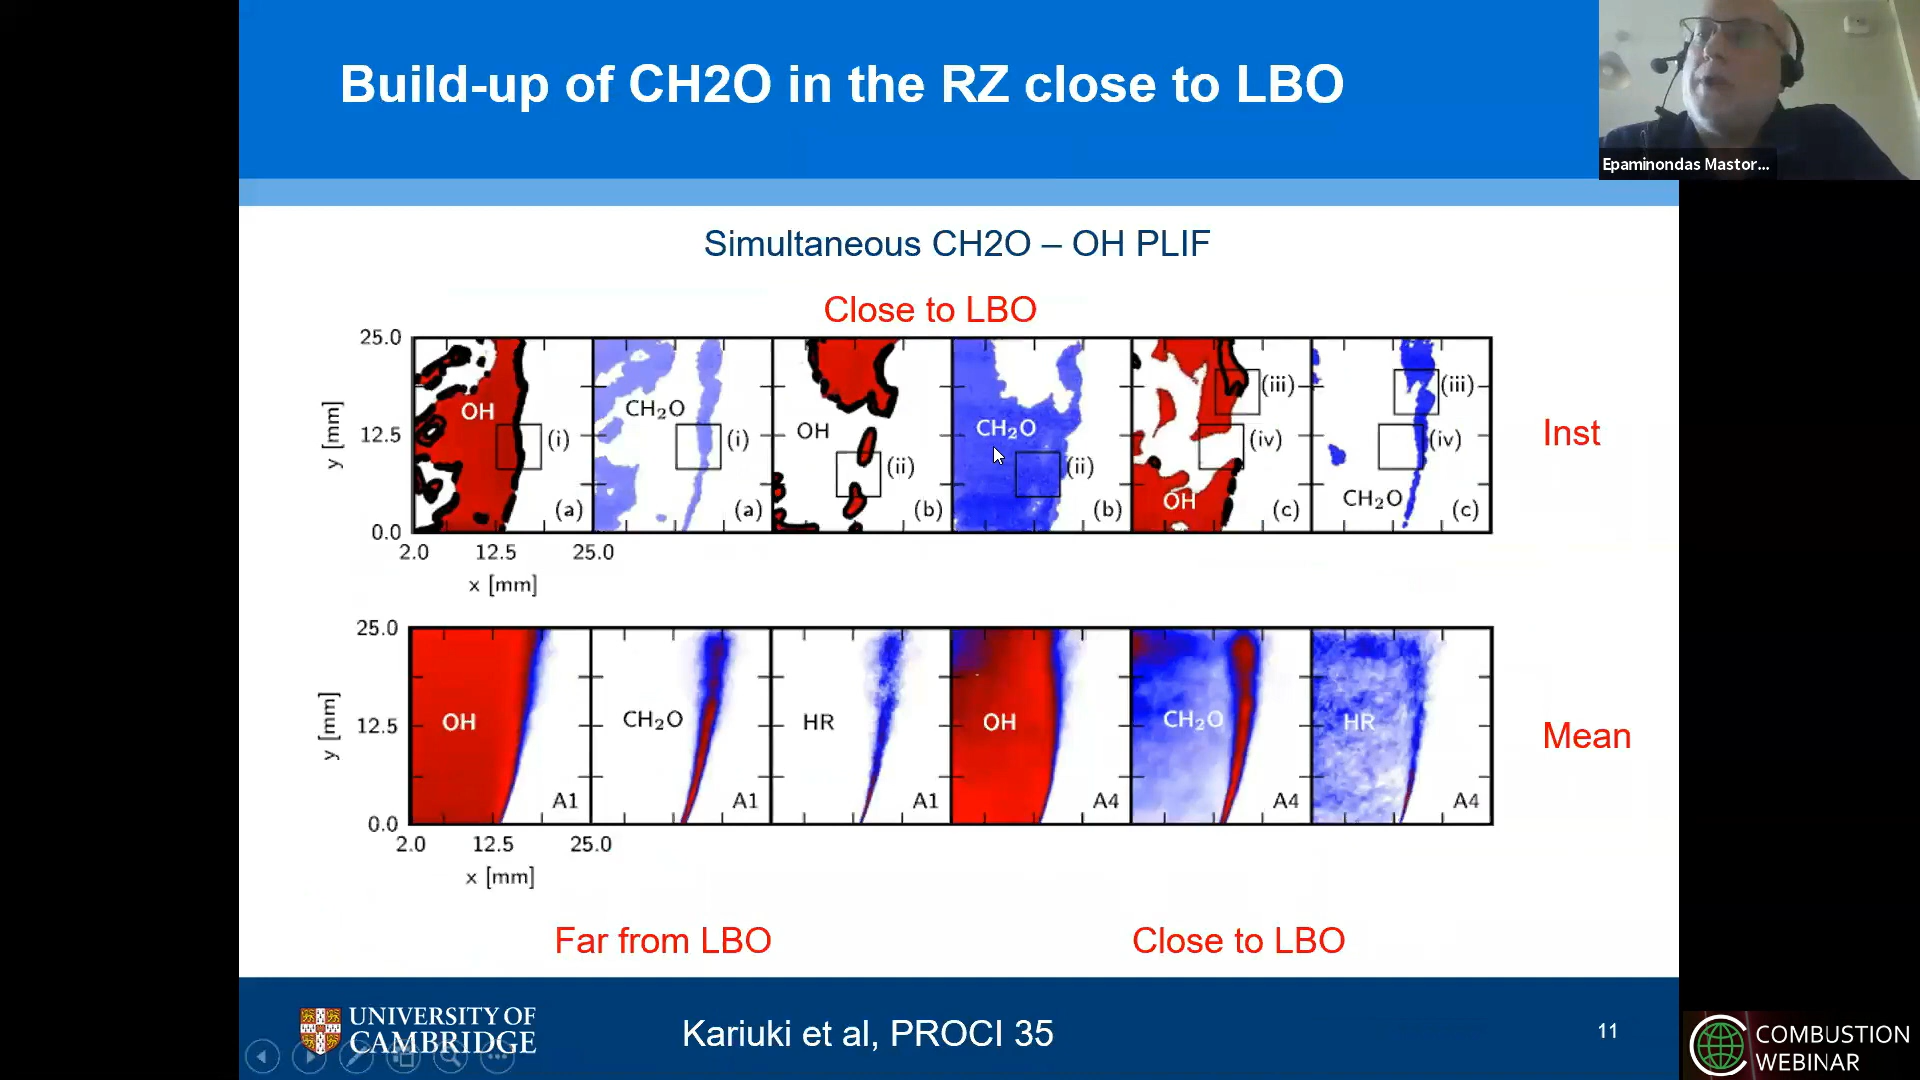 Build-up of CH2O in the RZ close to LBO
Epaminondas Mastor...
Simultaneous CH2O – OH PLIF
Close to LBO
25.0
12.5
0.0
y [mm]
OH
(i)
(a)
CH₂O
(i)
(a)
OH
(ii)
(b)
CH₂O
(ii)
(b)
OH
(iii)
(iv)
(c)
CH₂O
(iii)
(iv)
(c)
Inst
2.0 12.5 25.0
x [mm]
25.0
12.5
0.0
y [mm]
OH
A1
CH₂O
A1
HR
A1
OH
A4
CH₂O
A4
HR
A4
Mean
2.0 12.5 25.0
x [mm]
Far from LBO
Close to LBO
UNIVERSITY OF
CAMBRIDGE
Kariuki et al, PROCI 35
11
COMBUSTION
WEBINAR